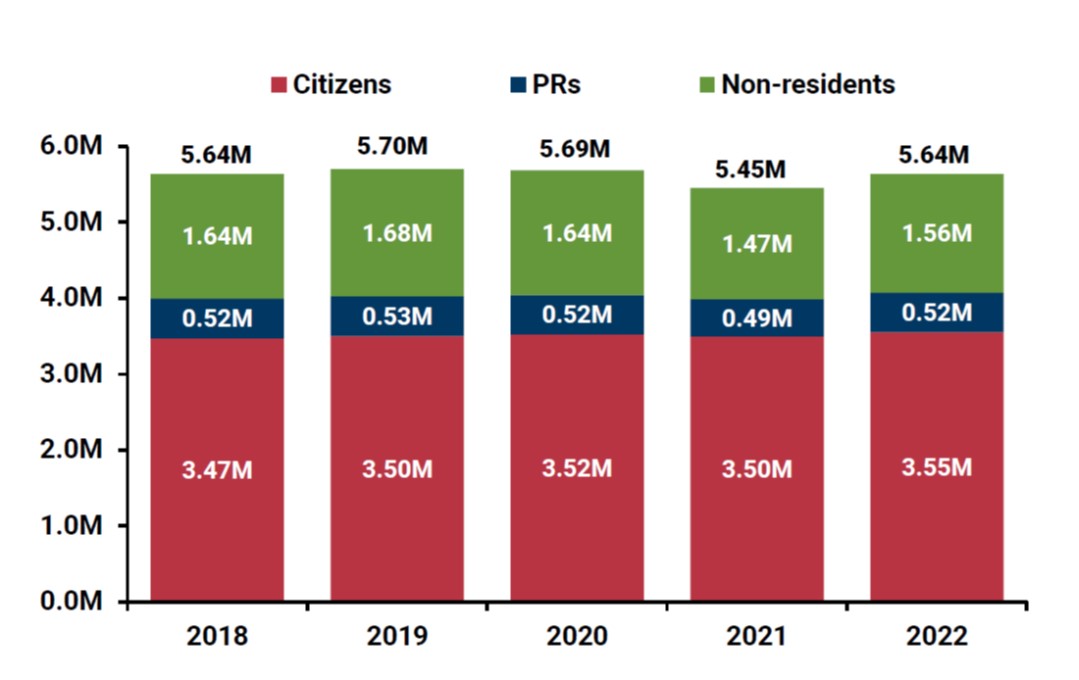 Citizens PRs Non-residents
6.0M
5.0M
4.0M
3.0M
2.0M
1.0M
0.0M
5.64M 5.70M 5.69M 5.45M 5.64M
1.64M 1.68M 1.64M 1.47M 1.56M
0.52M 0.53M 0.52M 0.49M 0.52M
3.47M 3.50M 3.52M 3.50M 3.55M
2018 2019 2020 2021 2022